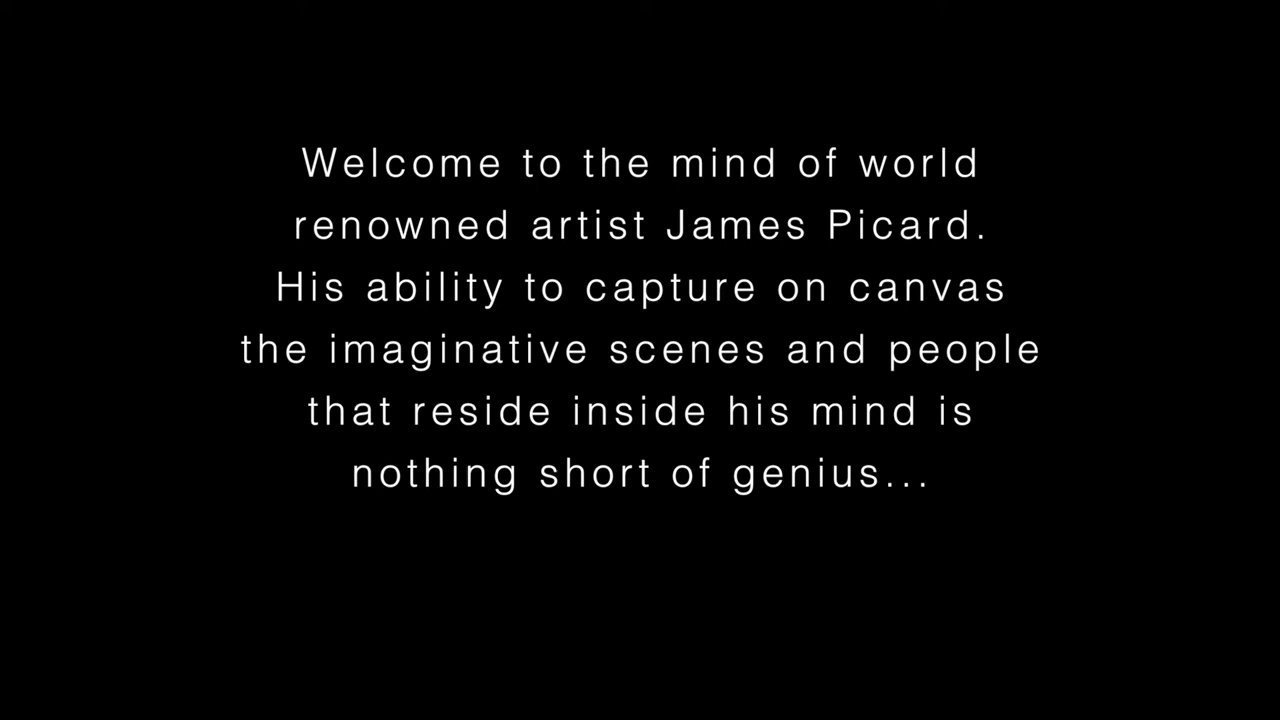 Welcome to the mind of world
renowned artist James Picard.
His ability to capture on canvas
the imaginative scenes and people
that reside inside his mind is
nothing short of genius...